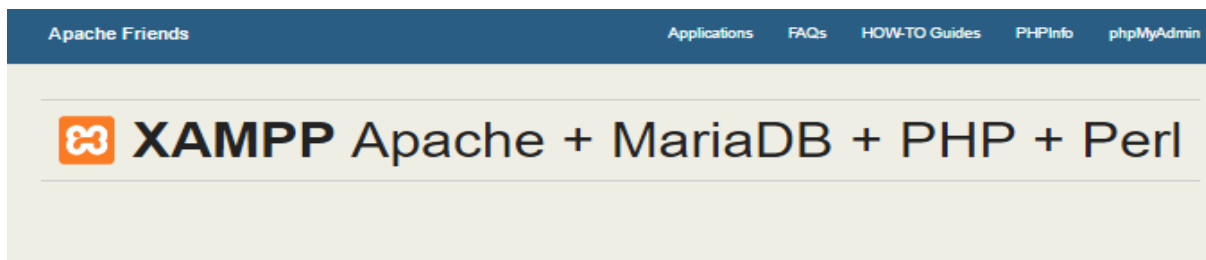 Apache Friends Applications FAQs HOW-TO Guides PHPInfo phpMyAdmin
XAMPP Apache + MariaDB + PHP + Perl